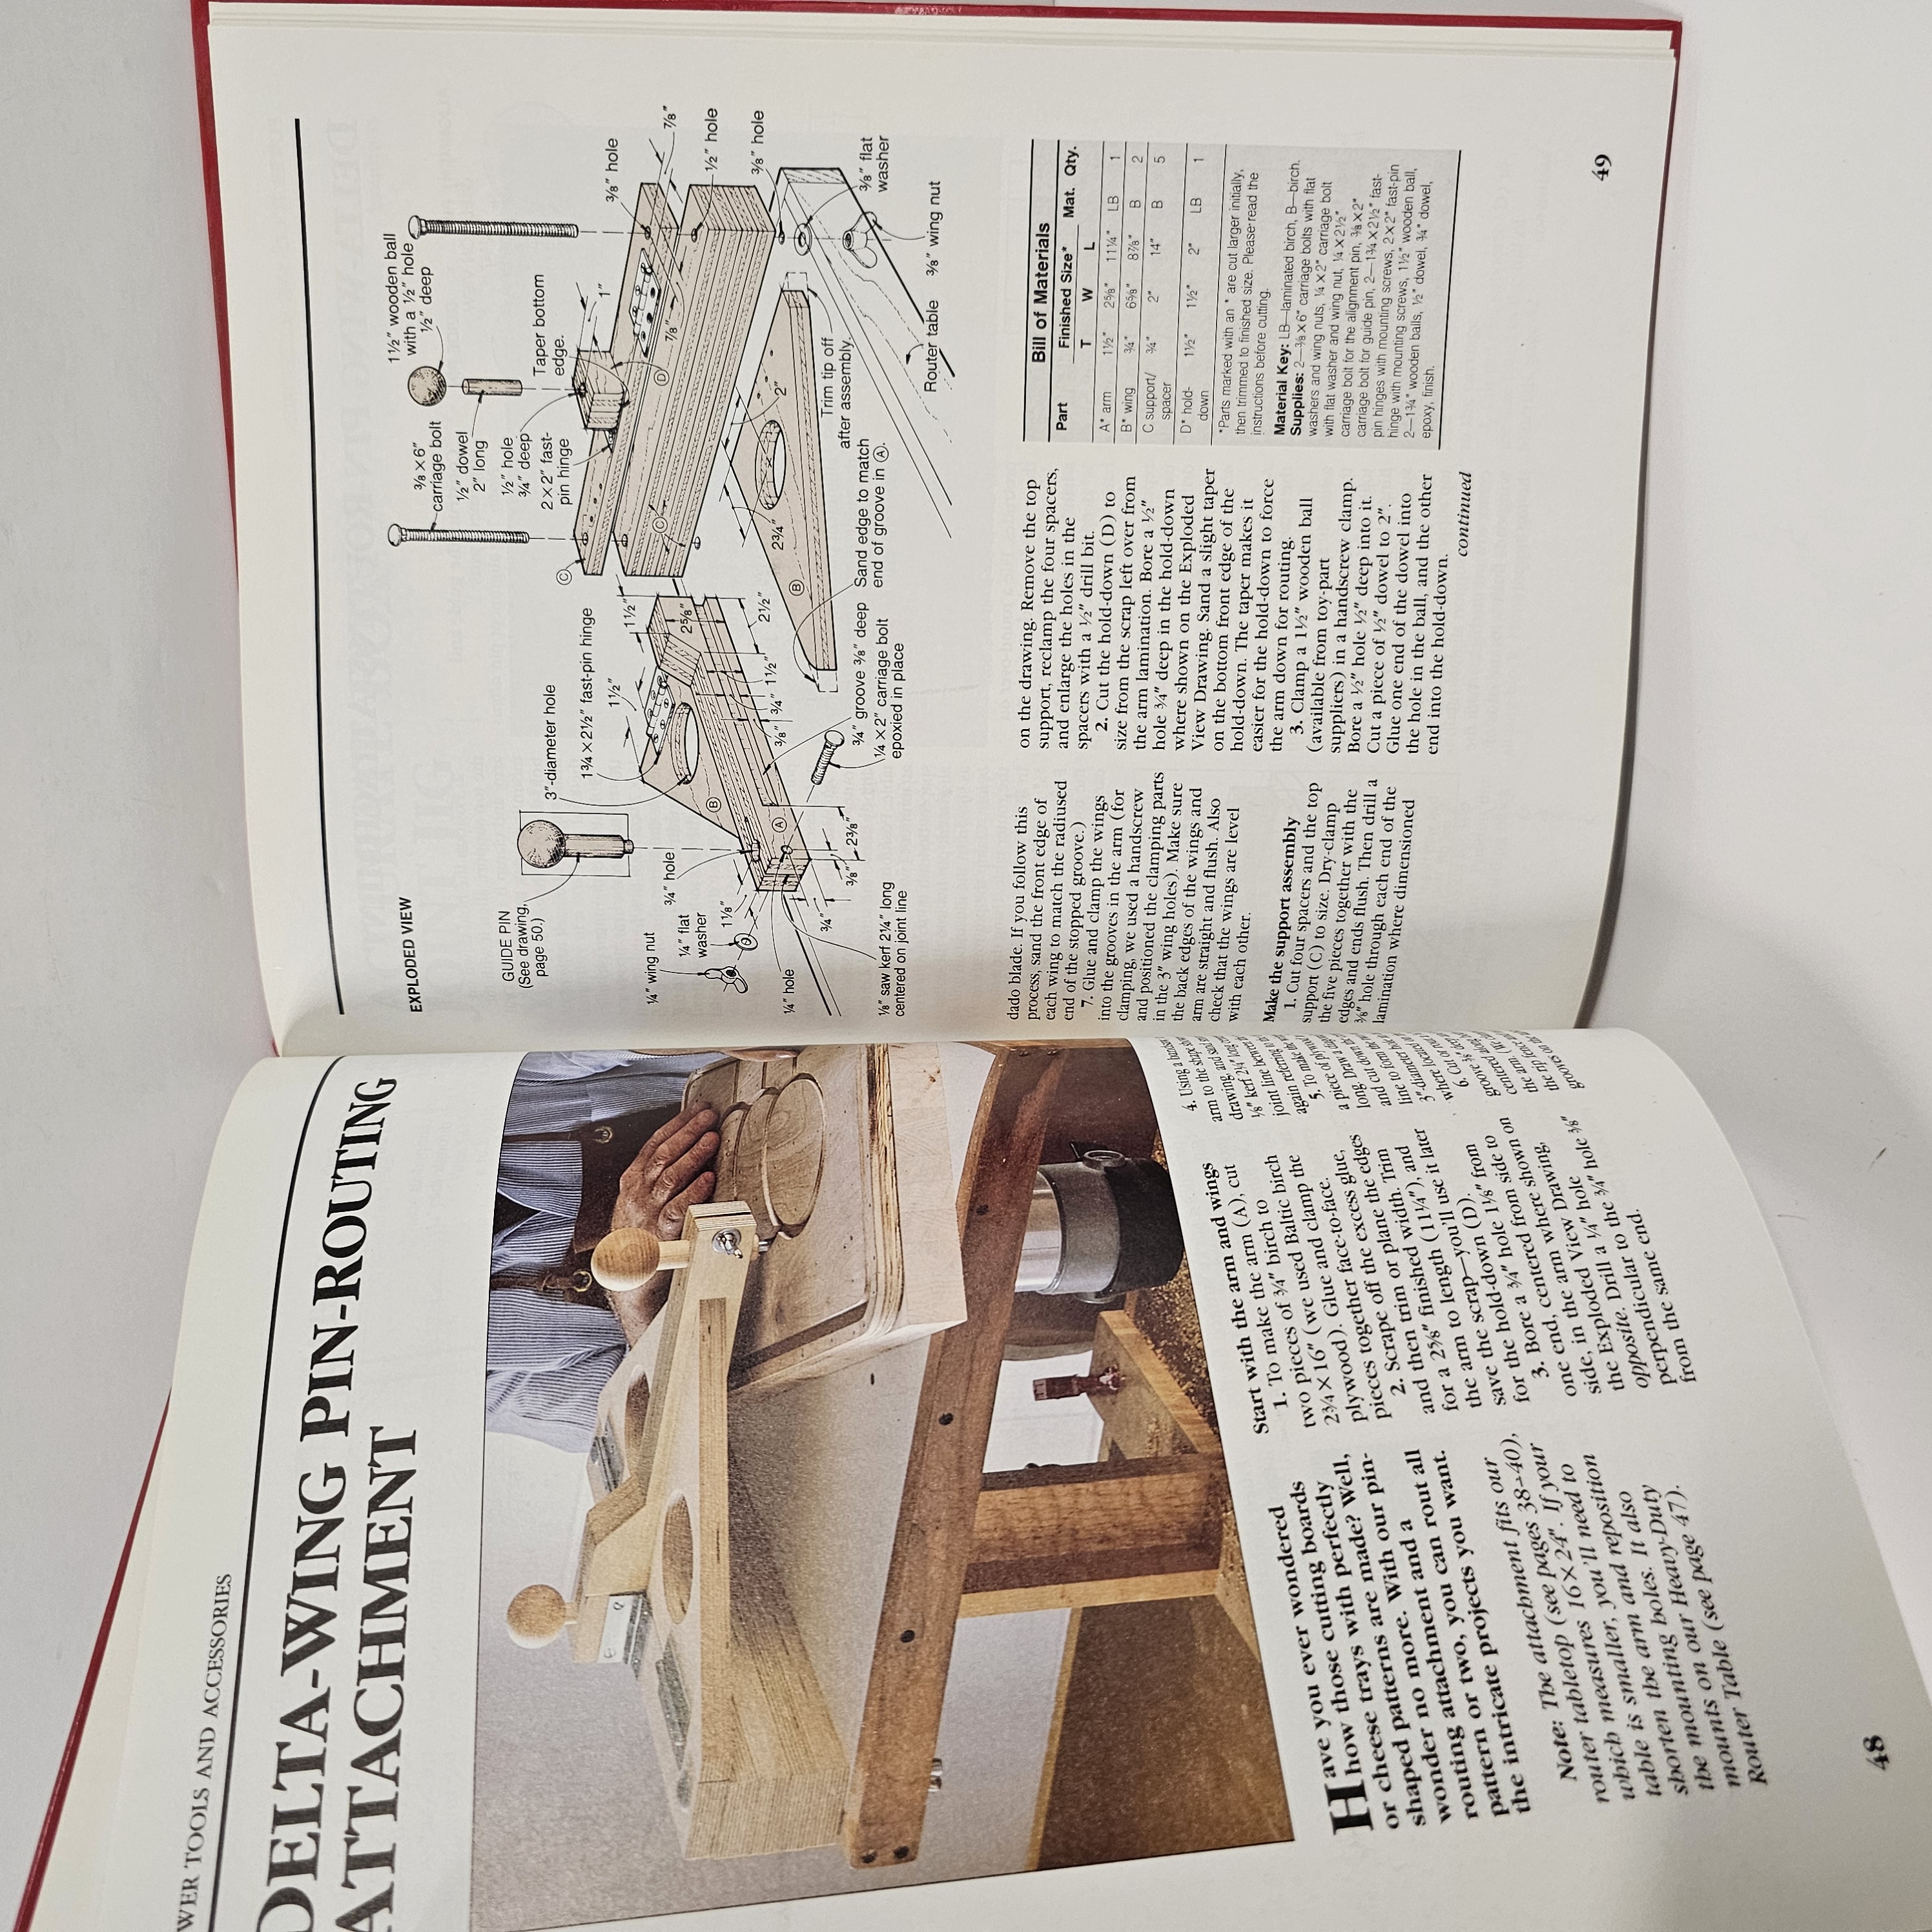 WER TOOLS AND ACCESSORIES
DELTA-WING PIN-ROUTING
ATTACHMENT
Have you ever wondered
how those cutting boards
or cheese trays with perfectly
shaped patterns are made? Well,
wonder no more. With our pin-
routing attachment and a
pattern or two, you can rout all
the intricate projects you want.
Note: The attachment fits our
router tabletop (see pages 38–40),
which measures 16×24". If your
table is smaller, you'll need to
shorten the arm and reposition
the mounting holes. It also
mounts on our Heavy-Duty
Router Table (see page 47).
48
Start with the arm and wings
1. To make the arm (A), cut
two pieces of ¾" birch to
2¾×16" (we used Baltic birch
plywood). Glue and clamp the
pieces together face-to-face.
2. Scrape off the excess glue,
and then trim or plane the edges
for a 2⅝" finished width. Trim
the arm to length (11¼"), and
save the scrap—you'll use it later
for the hold-down (D).
3. Bore a ¾" hole 1⅛" from
one end, centered from side to
side, in the arm where shown on
the Exploded View Drawing,
opposite. Drill a ¼" hole
perpendicular to the ¾" hole ⅜"
from the same end.
4. Using a bandsaw
arm to the shape
drawing, and sand
⅛" kerf 2¼" long
joint line between
again referring to
5. To make the
a piece of plywood
long. Draw a
and cut down the
line to form the
3"-diameter hole
where located
6. Cut or rout a
groove ⅜" deep
centered along
the arm. (We
the rip fence and
grooves on the
EXPLODED VIEW
GUIDE PIN
(See drawing,
page 50.)
3"-diameter hole
1¾×2½" fast-pin hinge
1½"
1½"
¼" wing nut
¾" hole
¼" flat
washer
1⅛"
2⅝"
Ⓑ
Ⓐ
¼" hole
⅜"
¾"
1½"
2½"
¾"
⅜"
2⅜"
⅛" saw kerf 2¼" long
centered on joint line
¾" groove ⅜" deep
¼×2" carriage bolt
epoxied in place
⅜×6"
carriage bolt
1½" wooden ball
with a ½" hole
½" deep
½" dowel
2" long
½" hole
¾" deep
2×2" fast-
pin hinge
Taper bottom
edge.
Ⓒ
1"
⅜" hole
Ⓒ
Ⓓ
⅞"
⅞"
½" hole
⅜" hole
2¾"
2"
Ⓑ
Trim tip off
after assembly.
Sand edge to match
end of groove in Ⓐ.
⅜" flat
washer
Router table
⅜" wing nut
dado blade. If you follow this
process, sand the front edge of
each wing to match the radiused
end of the stopped groove.)
7. Glue and clamp the wings
into the grooves in the arm (for
clamping, we used a handscrew
and positioned the clamping parts
in the 3" wing holes). Make sure
the back edges of the wings and
arm are straight and flush. Also
check that the wings are level
with each other.
Make the support assembly
1. Cut four spacers and the top
support (C) to size. Dry-clamp
the five pieces together with the
edges and ends flush. Then drill a
⅜" hole through each end of the
lamination where dimensioned
on the drawing. Remove the top
support, reclamp the four spacers,
and enlarge the holes in the
spacers with a ½" drill bit.
2. Cut the hold-down (D) to
size from the scrap left over from
the arm lamination. Bore a ½"
hole ¾" deep in the hold-down
where shown on the Exploded
View Drawing. Sand a slight taper
on the bottom front edge of the
hold-down. The taper makes it
easier for the hold-down to force
the arm down for routing.
3. Clamp a 1½" wooden ball
(available from toy-part
suppliers) in a handscrew clamp.
Bore a ½" hole ½" deep into it.
Cut a piece of ½" dowel to 2".
Glue one end of the dowel into
the hole in the ball, and the other
end into the hold-down.
continued
Bill of Materials
Part Finished Size* Mat. Qty.
T W L
A* arm 1½" 2⅝" 11¼" LB 1
B* wing ¾" 6⅝" 8⅞" B 2
C support/ ¾" 2" 14" B 5
spacer
D* hold- 1½" 1½" 2" LB 1
down
*Parts marked with an * are cut larger initially,
then trimmed to finished size. Please read the
instructions before cutting.
Material Key: LB—laminated birch, B—birch.
Supplies: 2—⅜×6" carriage bolts with flat
washers and wing nuts, ¼×2" carriage bolt
with flat washer and wing nut, ¼×2½"
carriage bolt for the alignment pin, ⅜×2"
carriage bolt for guide pin, 2—1¾×2½" fast-
pin hinges with mounting screws, 2×2" fast-pin
hinge with mounting screws, 1½" wooden ball,
2—1¾" wooden balls, ½" dowel, ¾" dowel,
epoxy, finish.
49